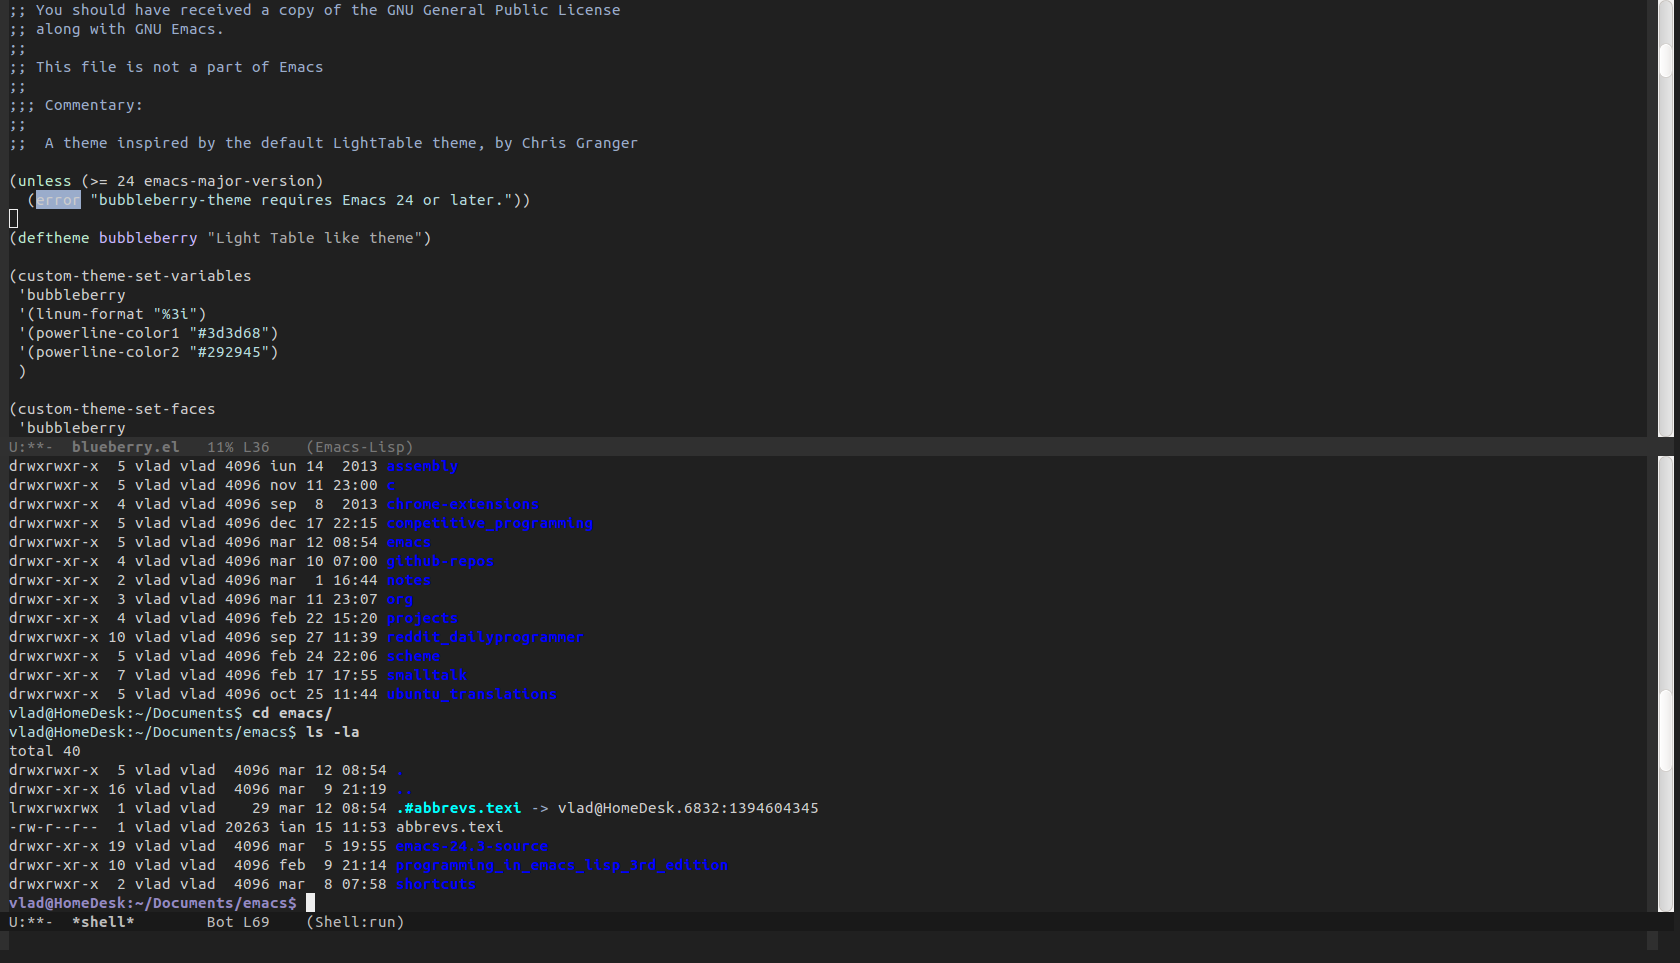 ;; You should have received a copy of the GNU General Public License
;; along with GNU Emacs.
;;
;; This file is not a part of Emacs
;;
;;; Commentary:
;;
;;  A theme inspired by the default LightTable theme, by Chris Granger
(unless (>= 24 emacs-major-version)
  (error "bubbleberry-theme requires Emacs 24 or later."))
(deftheme bubbleberry "Light Table like theme")
(custom-theme-set-variables
 'bubbleberry
 '(linum-format "%3i")
 '(powerline-color1 "#3d3d68")
 '(powerline-color2 "#292945")
 )
(custom-theme-set-faces
 'bubbleberry
U:**-  blueberry.el   11% L36    (Emacs-Lisp)
drwxrwxr-x  5 vlad vlad 4096 iun 14  2013 assembly
drwxrwxr-x  5 vlad vlad 4096 nov 11 23:00 c
drwxrwxr-x  4 vlad vlad 4096 sep  8  2013 chrome-extensions
drwxrwxr-x  5 vlad vlad 4096 dec 17 22:15 competitive_programming
drwxrwxr-x  5 vlad vlad 4096 mar 12 08:54 emacs
drwxr-xr-x  4 vlad vlad 4096 mar 10 07:00 github-repos
drwxr-xr-x  2 vlad vlad 4096 mar  1 16:44 notes
drwxr-xr-x  3 vlad vlad 4096 mar 11 23:07 org
drwxr-xr-x  4 vlad vlad 4096 feb 22 15:20 projects
drwxrwxr-x 10 vlad vlad 4096 sep 27 11:39 reddit_dailyprogrammer
drwxrwxr-x  5 vlad vlad 4096 feb 24 22:06 scheme
drwxr-xr-x  7 vlad vlad 4096 feb 17 17:55 smalltalk
drwxrwxr-x  5 vlad vlad 4096 oct 25 11:44 ubuntu_translations
vlad@HomeDesk:~/Documents$ cd emacs/
vlad@HomeDesk:~/Documents/emacs$ ls -la
total 40
drwxrwxr-x  5 vlad vlad  4096 mar 12 08:54 .
drwxr-xr-x 16 vlad vlad  4096 mar  9 21:19 ..
lrwxrwxrwx  1 vlad vlad    29 mar 12 08:54 .#abbrevs.texi -> vlad@HomeDesk.6832:1394604345
-rw-r--r--  1 vlad vlad 20263 ian 15 11:53 abbrevs.texi
drwxr-xr-x 19 vlad vlad  4096 mar  5 19:55 emacs-24.3-source
drwxr-xr-x 10 vlad vlad  4096 feb  9 21:14 programming_in_emacs_lisp_3rd_edition
drwxrwxr-x  2 vlad vlad  4096 mar  8 07:58 shortcuts
vlad@HomeDesk:~/Documents/emacs$
U:**-  *shell*        Bot L69    (Shell:run)